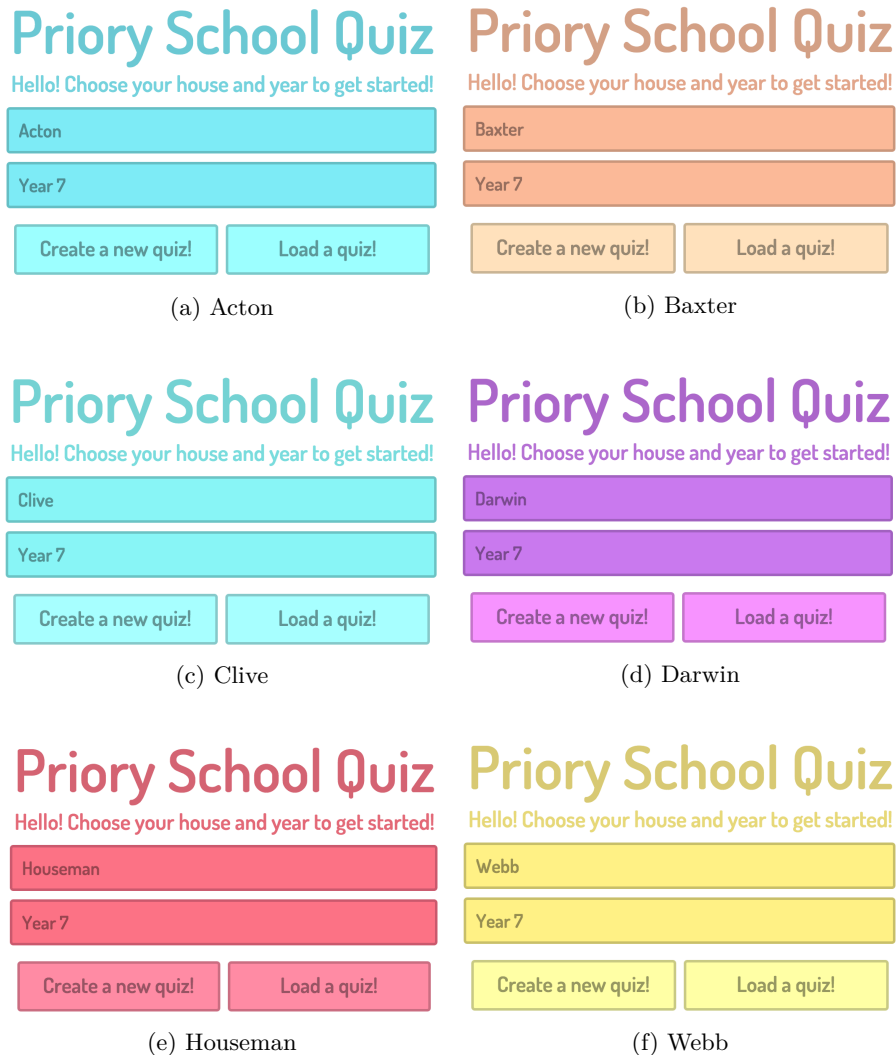 Priory School Quiz
Hello! Choose your house and year to get started!
Acton
Year 7
Create a new quiz!
Load a quiz!
(a) Acton
Priory School Quiz
Hello! Choose your house and year to get started!
Baxter
Year 7
Create a new quiz!
Load a quiz!
(b) Baxter
Priory School Quiz
Hello! Choose your house and year to get started!
Clive
Year 7
Create a new quiz!
Load a quiz!
(c) Clive
Priory School Quiz
Hello! Choose your house and year to get started!
Darwin
Year 7
Create a new quiz!
Load a quiz!
(d) Darwin
Priory School Quiz
Hello! Choose your house and year to get started!
Houseman
Year 7
Create a new quiz!
Load a quiz!
(e) Houseman
Priory School Quiz
Hello! Choose your house and year to get started!
Webb
Year 7
Create a new quiz!
Load a quiz!
(f) Webb